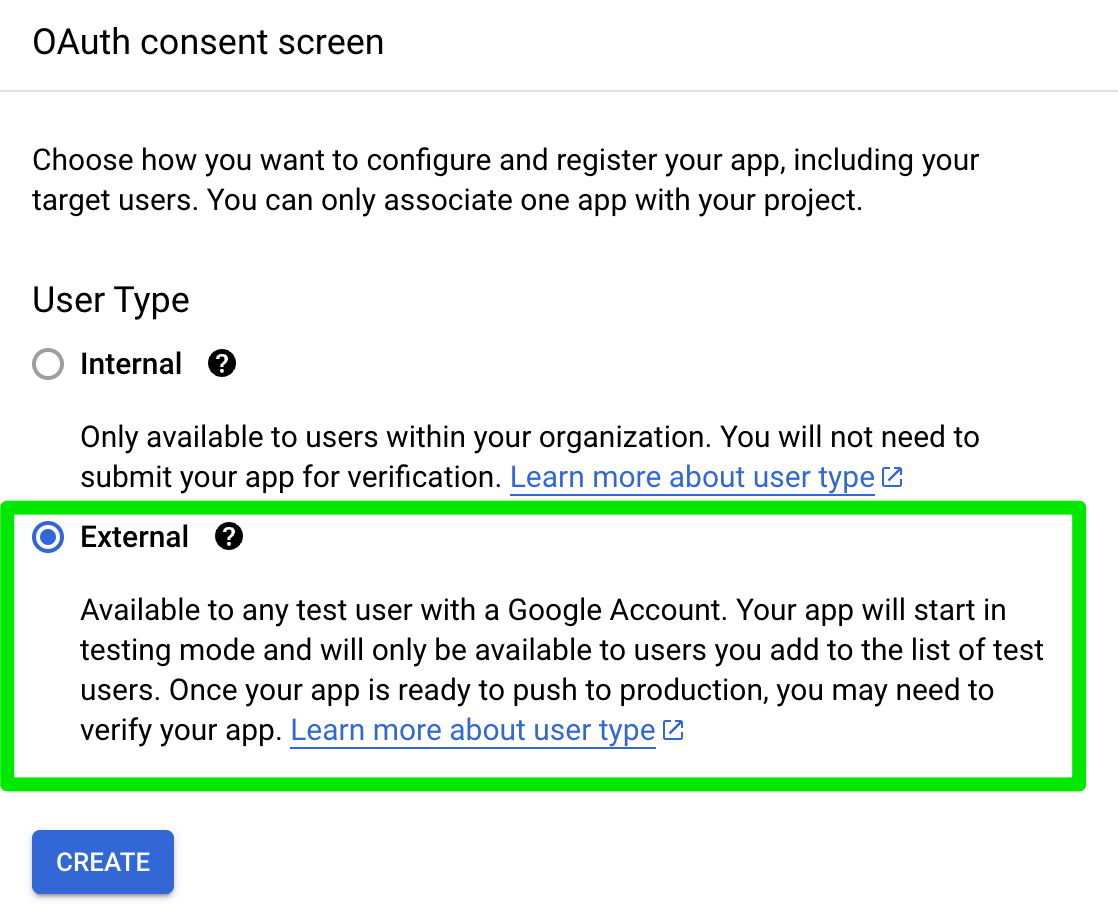 OAuth consent screen
Choose how you want to configure and register your app, including your
target users. You can only associate one app with your project.
User Type
Internal
Only available to users within your organization. You will not need to
submit your app for verification. Learn more about user type
External
Available to any test user with a Google Account. Your app will start in
testing mode and will only be available to users you add to the list of test
users. Once your app is ready to push to production, you may need to
verify your app. Learn more about user type
CREATE